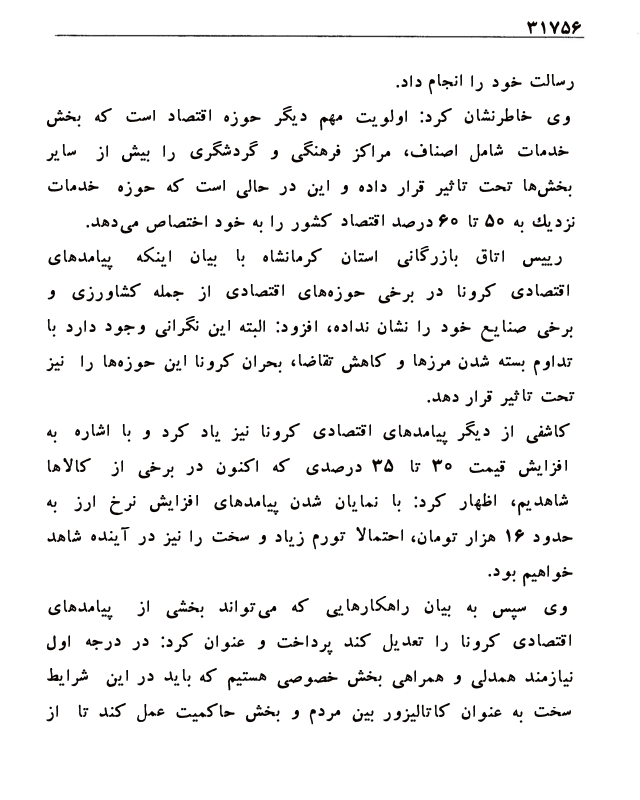 ۳۱۷۵۶
رسالت خود را انجام داد.
وی خاطرنشان کرد: اولویت مهم دیگر حوزه اقتصاد است که بخش
خدمات شامل اصناف، مراکز فرهنگی و گردشگری را بیش از سایر
بخش‌ها تحت تاثیر قرار داده و این در حالی است که حوزه خدمات
نزدیك به ۵۰ تا ۶۰ درصد اقتصاد کشور را به خود اختصاص می‌دهد.
رییس اتاق بازرگانی استان کرمانشاه با بیان اینکه پیامدهای
اقتصادی کرونا در برخی حوزه‌های اقتصادی از جمله کشاورزی و
برخی صنایع خود را نشان نداده، افزود: البته این نگرانی وجود دارد با
تداوم بسته شدن مرزها و کاهش تقاضا، بحران کرونا این حوزه‌ها را نیز
تحت تاثیر قرار دهد.
کاشفی از دیگر پیامدهای اقتصادی کرونا نیز یاد کرد و با اشاره به
افزایش قیمت ۳۰ تا ۳۵ درصدی که اکنون در برخی از کالاها
شاهدیم، اظهار کرد: با نمایان شدن پیامدهای افزایش نرخ ارز به
حدود ۱۶ هزار تومان، احتمالا تورم زیاد و سخت را نیز در آینده شاهد
خواهیم بود.
وی سپس به بیان راهکارهایی که می‌تواند بخشی از پیامدهای
اقتصادی کرونا را تعدیل کند پرداخت و عنوان کرد: در درجه اول
نیازمند همدلی و همراهی بخش خصوصی هستیم که باید در این شرایط
سخت به عنوان کاتالیزور بین مردم و بخش حاکمیت عمل کند تا از